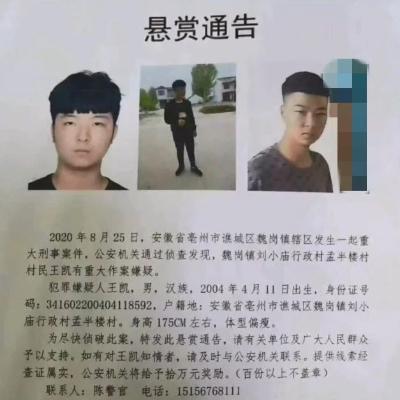 悬赏通告
2020 年 8 月 25 日，安徽省亳州市谯城区魏岗镇辖区发生一起重
大刑事案件，公安机关通过侦查发现，魏岗镇刘小庙行政村孟半楼村
村民王凯有重大作案嫌疑。
犯罪嫌疑人王凯，男，汉族，2004 年 4 月 11 日出生，身份证号
码：341602200404118592，户籍地：安徽省亳州市谯城区魏岗镇刘小
庙行政村孟半楼村。身高 175CM 左右，体型偏瘦。
为尽快侦破此案，特发此悬赏通告，请有关单位及广大人民群众
予以支持。如有对王凯知情者，请及时与公安机关联系。提供线索经
查证属实，公安机关将给予拾万元奖励。（百份以上不盖章）
联系人：陈警官 电话：15156768111